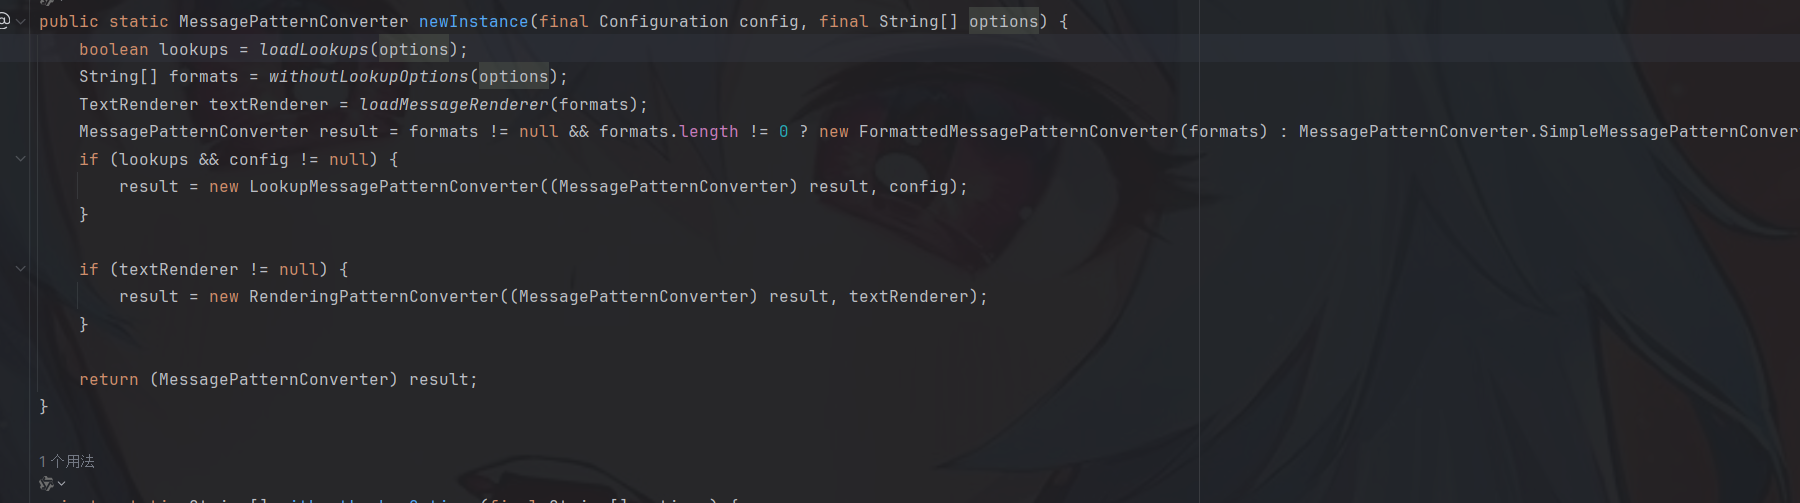 public static MessagePatternConverter newInstance(final Configuration config, final String[] options) {
boolean lookups = loadLookups(options);
String[] formats = withoutLookupOptions(options);
TextRenderer textRenderer = loadMessageRenderer(formats);
MessagePatternConverter result = formats != null && formats.length != 0 ? new FormattedMessagePatternConverter(formats) : MessagePatternConverter.SimpleMessagePatternConver
if (lookups && config != null) {
result = new LookupMessagePatternConverter((MessagePatternConverter) result, config);
}
if (textRenderer != null) {
result = new RenderingPatternConverter((MessagePatternConverter) result, textRenderer);
}
return (MessagePatternConverter) result;
}
1 个用法